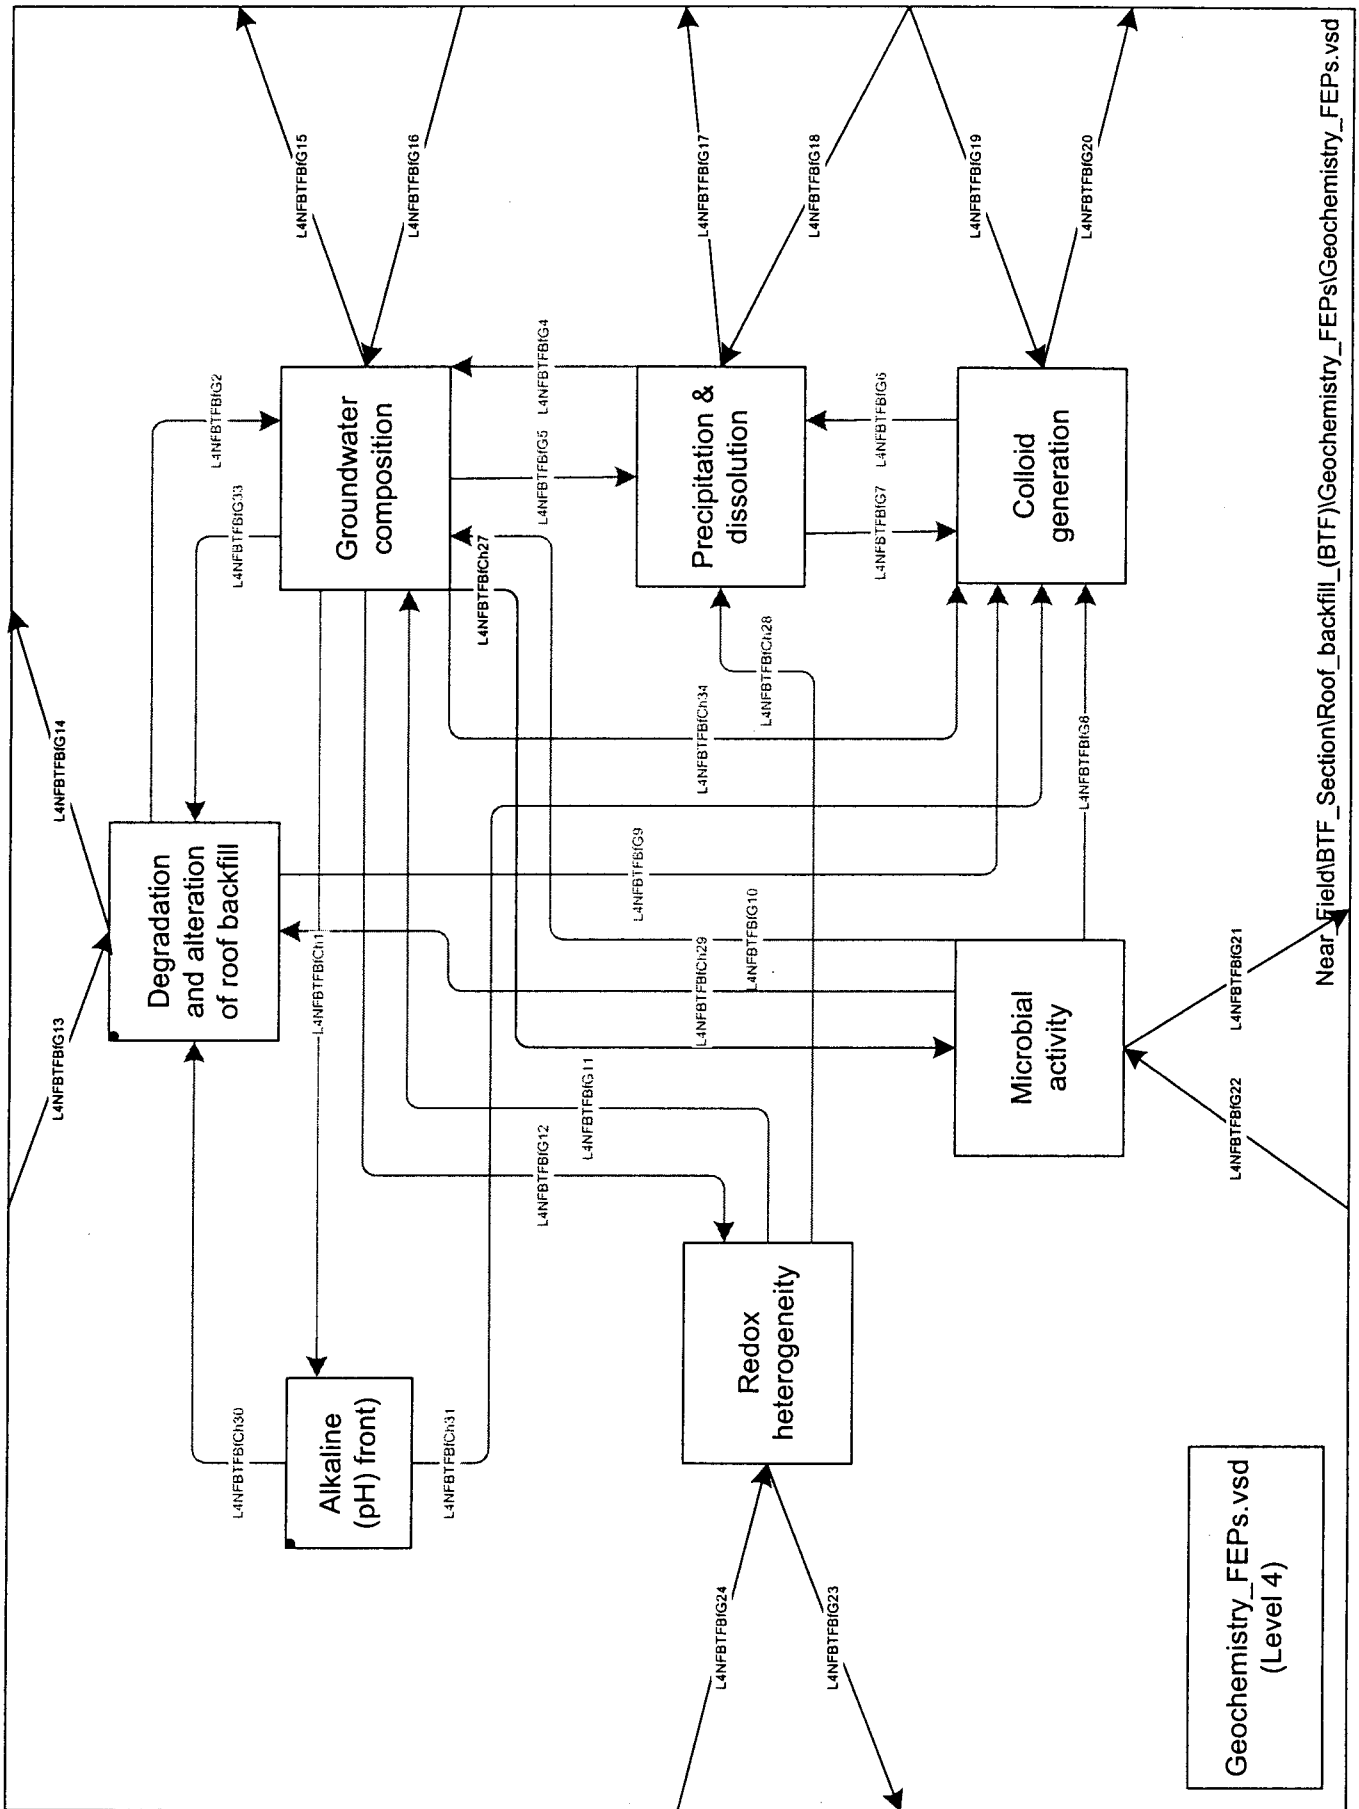 L4NFBTFBfG13
L4NFBTFBfG14
Degradation
and alteration
of roof backfill
L4NFBTFBfG2
L4NFBTFBfG33
L4NFBTFBfG15
L4NFBTFBfG16
Groundwater
composition
L4NFBTFBfCh1
L4NFBTFBfCh30
Alkaline
(pH) front)
L4NFBTFBfCh31
L4NFBTFBfCh27
L4NFBTFBfG5
L4NFBTFBfG4
L4NFBTFBfG12
L4NFBTFBfG11
L4NFBTFBfG9
L4NFBTFBfCh34
L4NFBTFBfCh29
L4NFBTFBfG10
L4NFBTFBfCh28
L4NFBTFBfG17
L4NFBTFBfG18
Precipitation &
dissolution
L4NFBTFBfG24
L4NFBTFBfG23
Redox
heterogeneity
L4NFBTFBfG7
L4NFBTFBfG6
L4NFBTFBfG19
L4NFBTFBfG20
Colloid
generation
L4NFBTFBfG8
Microbial
activity
L4NFBTFBfG22
L4NFBTFBfG21
Geochemistry_FEPs.vsd
(Level 4)
Near_Field\BTF_Section\Roof_backfill_(BTF)\Geochemistry_FEPs\Geochemistry_FEPs.vsd